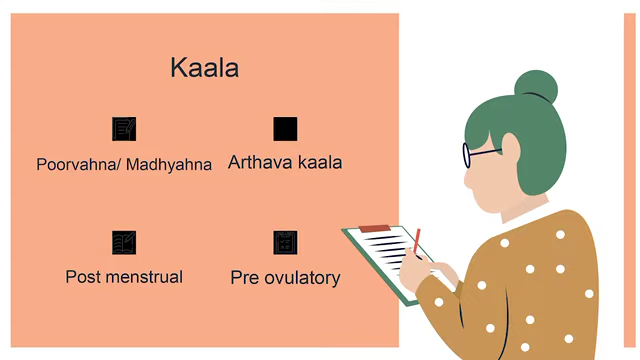 Kaala
Poorvahna/ Madhyahna
Arthava kaala
Post menstrual
Pre ovulatory